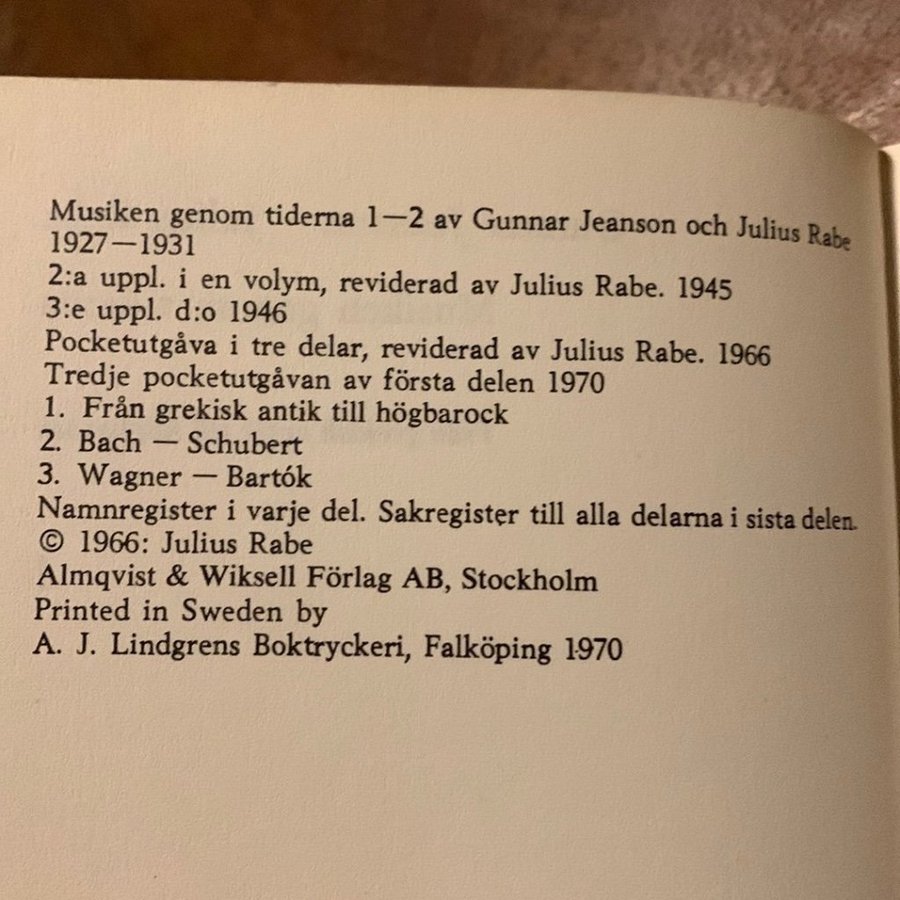 Musiken genom tiderna 1—2 av Gunnar Jeanson och Julius Rabe
1927—1931
2:a uppl. i en volym, reviderad av Julius Rabe. 1945
3:e uppl. d:o 1946
Pocketutgåva i tre delar, reviderad av Julius Rabe. 1966
Tredje pocketutgåvan av första delen 1970
1. Från grekisk antik till högbarock
2. Bach — Schubert
3. Wagner — Bartók
Namnregister i varje del. Sakregister till alla delarna i sista delen.
© 1966: Julius Rabe
Almqvist & Wiksell Förlag AB, Stockholm
Printed in Sweden by
A. J. Lindgrens Boktryckeri, Falköping 1970